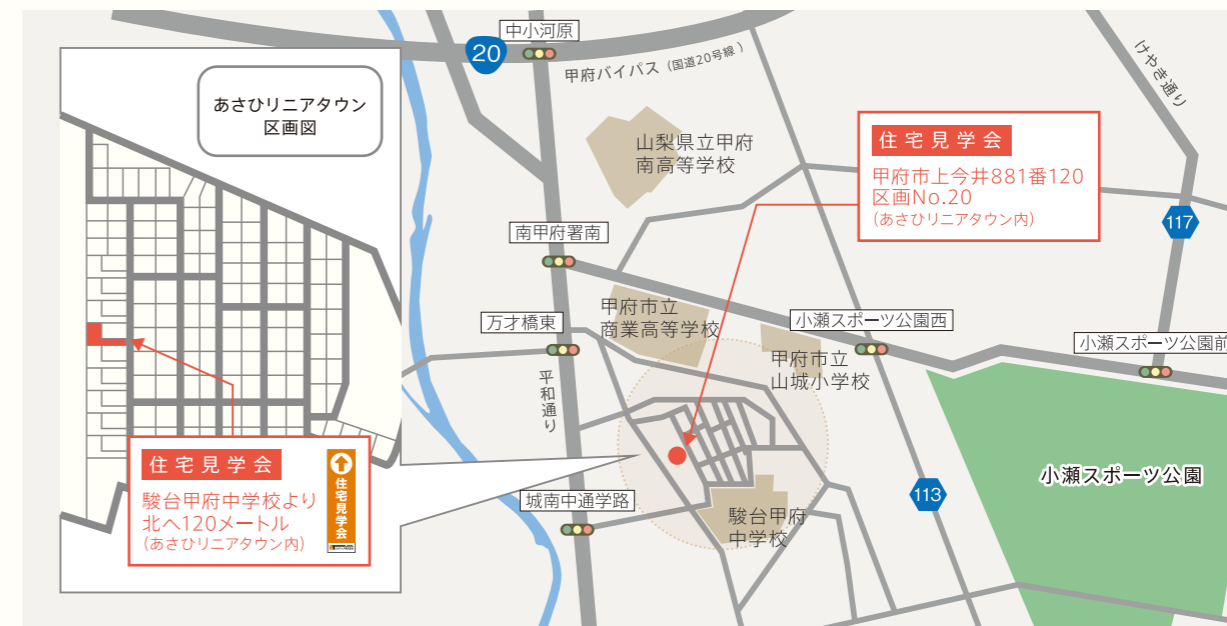 あさひリニアタウン
区画図
住宅見学会
駿台甲府中学校より
北へ120メートル
(あさひリニアタウン内)
住宅見学会
中小河原
20
甲府バイパス(国道20号線)
けやき通り
山梨県立甲府
南高等学校
住宅見学会
甲府市上今井881番120
区画No.20
(あさひリニアタウン内)
117
南甲府署南
甲府市立
商業高等学校
万才橋東
小瀬スポーツ公園西
小瀬スポーツ公園前
甲府市立
山城小学校
平和通り
城南中通学路
駿台甲府
中学校
113
小瀬スポーツ公園